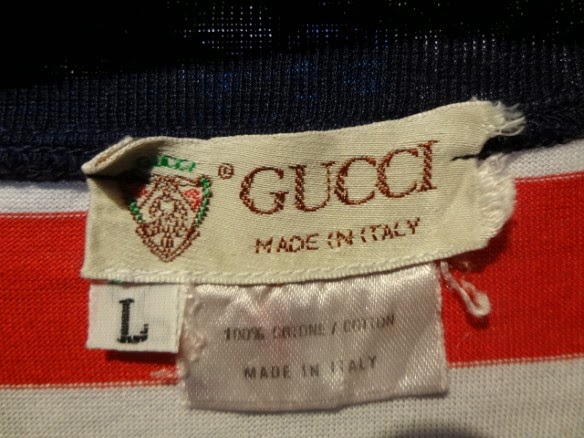 GUCCI
© GUCCI
MADE IN ITALY
L
100% COTONE / COTTON
MADE IN ITALY